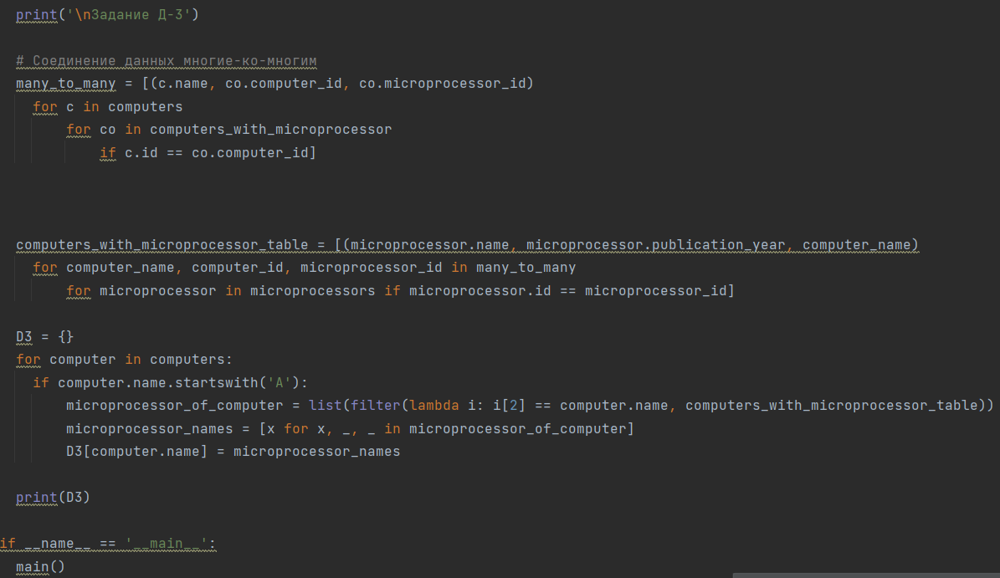 print('\nЗадание Д-3')
# Соединение данных многие-ко-многим
many_to_many = [(c.name, co.computer_id, co.microprocessor_id)
for c in computers
for co in computers_with_microprocessor
if c.id == co.computer_id]
computers_with_microprocessor_table = [(microprocessor.name, microprocessor.publication_year, computer_name)
for computer_name, computer_id, microprocessor_id in many_to_many
for microprocessor in microprocessors if microprocessor.id == microprocessor_id]
D3 = {}
for computer in computers:
if computer.name.startswith('A'):
microprocessor_of_computer = list(filter(lambda i: i[2] == computer.name, computers_with_microprocessor_table))
microprocessor_names = [x for x, _, _ in microprocessor_of_computer]
D3[computer.name] = microprocessor_names
print(D3)
if __name__ == '__main__':
main()